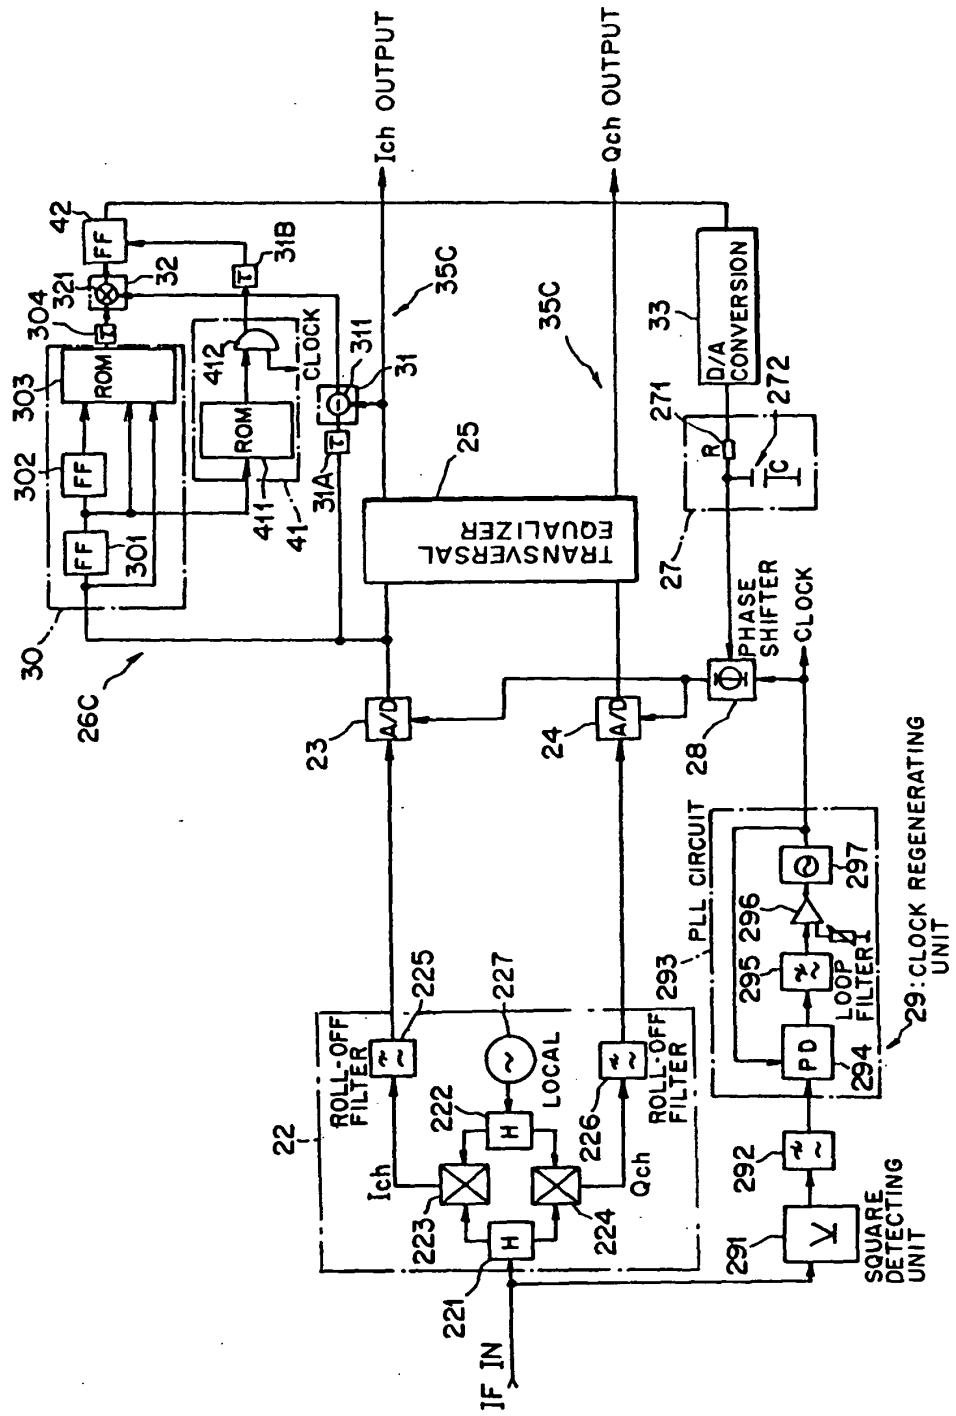 IF IN
221
H
22
Ich
223
224
Qch
222
H
LOCAL
227
ROLL-OFF
FILTER
225
226
ROLL-OFF
FILTER
291
SQUARE
DETECTING
UNIT
292
293
PLL CIRCUIT
PD
294
295
LOOP
FILTER
296
297
29:CLOCK REGENERATING
UNIT
CLOCK
28
PHASE
SHIFTER
23
A/D
24
A/D
26C
30
FF
301
302
FF
303
ROM
304
τ
321
32
42
FF
41
411
ROM
412
CLOCK
τ
31B
31A
τ
311
31
25
TRANSVERSAL
EQUALIZER
35C
35C
Ich OUTPUT
Qch OUTPUT
27
R
271
C
272
33
D/A
CONVERSION